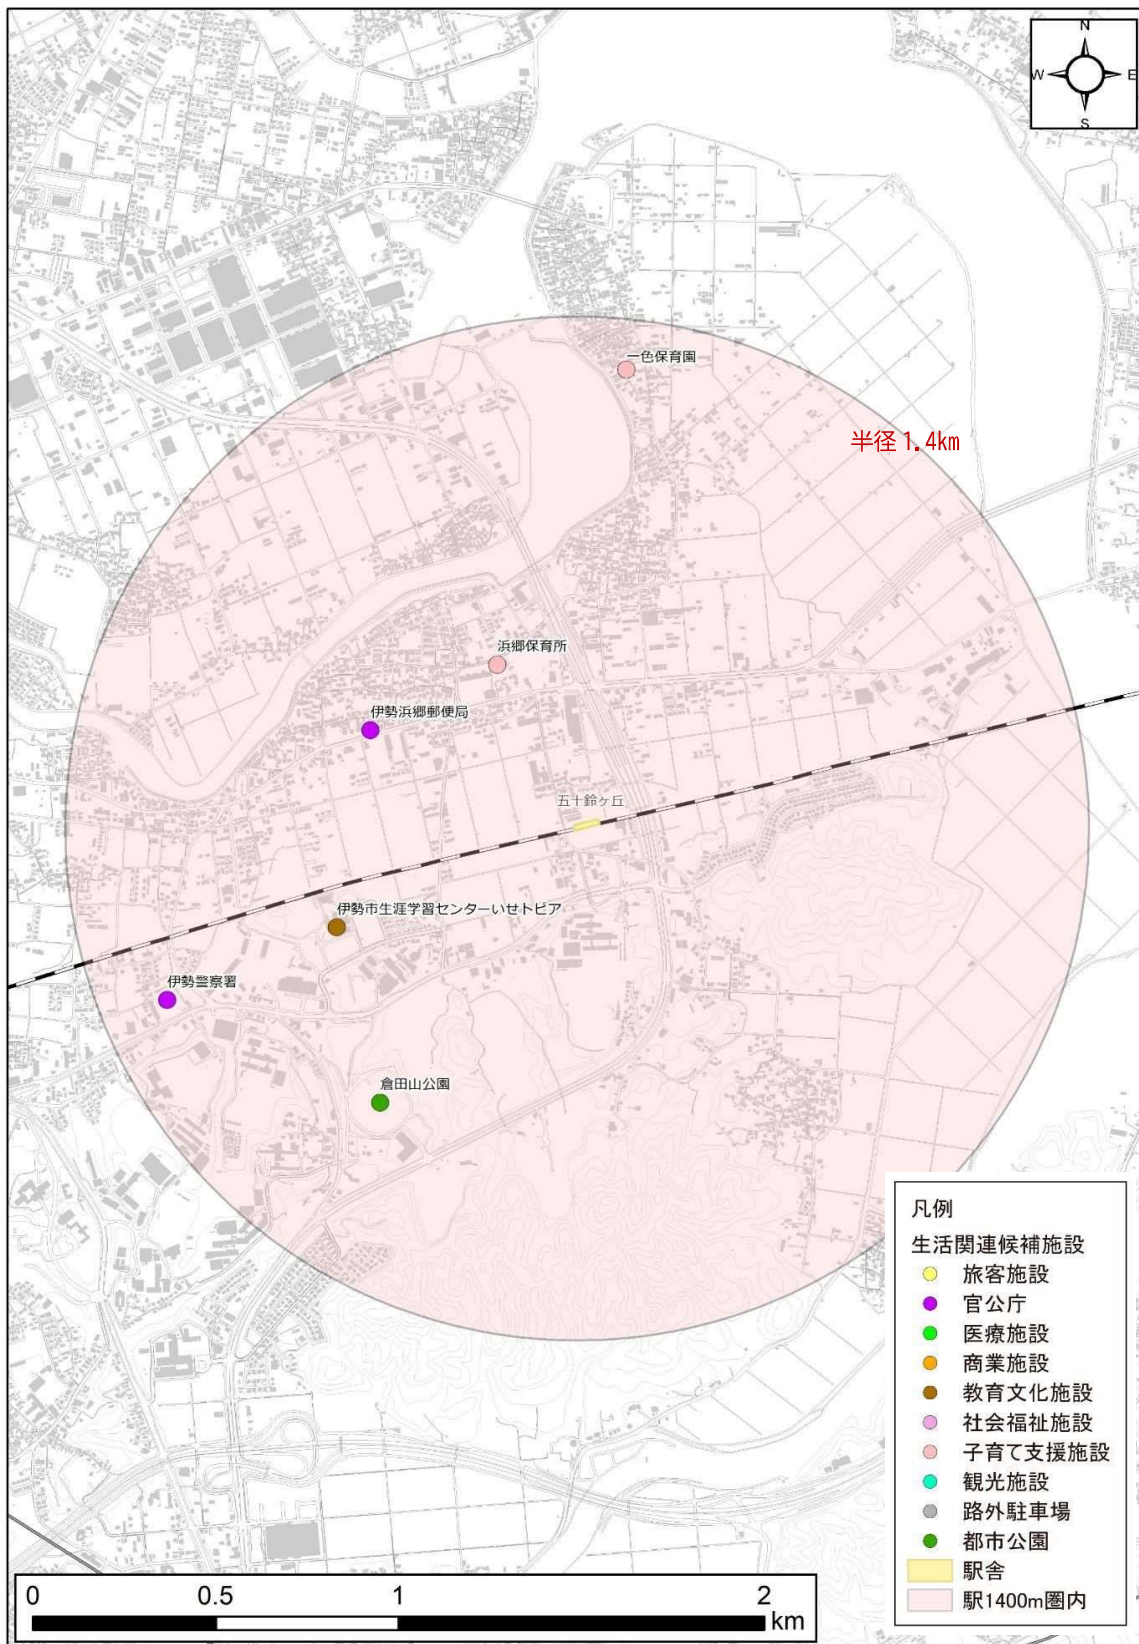 N
W
E
S
一色保育園
半径1.4km
浜郷保育所
伊勢浜郷郵便局
五十鈴ヶ丘
伊勢市生涯学習センターいせトピア
伊勢警察署
倉田山公園
凡例
生活関連候補施設
旅客施設
官公庁
医療施設
商業施設
教育文化施設
社会福祉施設
子育て支援施設
観光施設
路外駐車場
都市公園
駅舎
駅1400m圏内
0 0.5 1 2
km